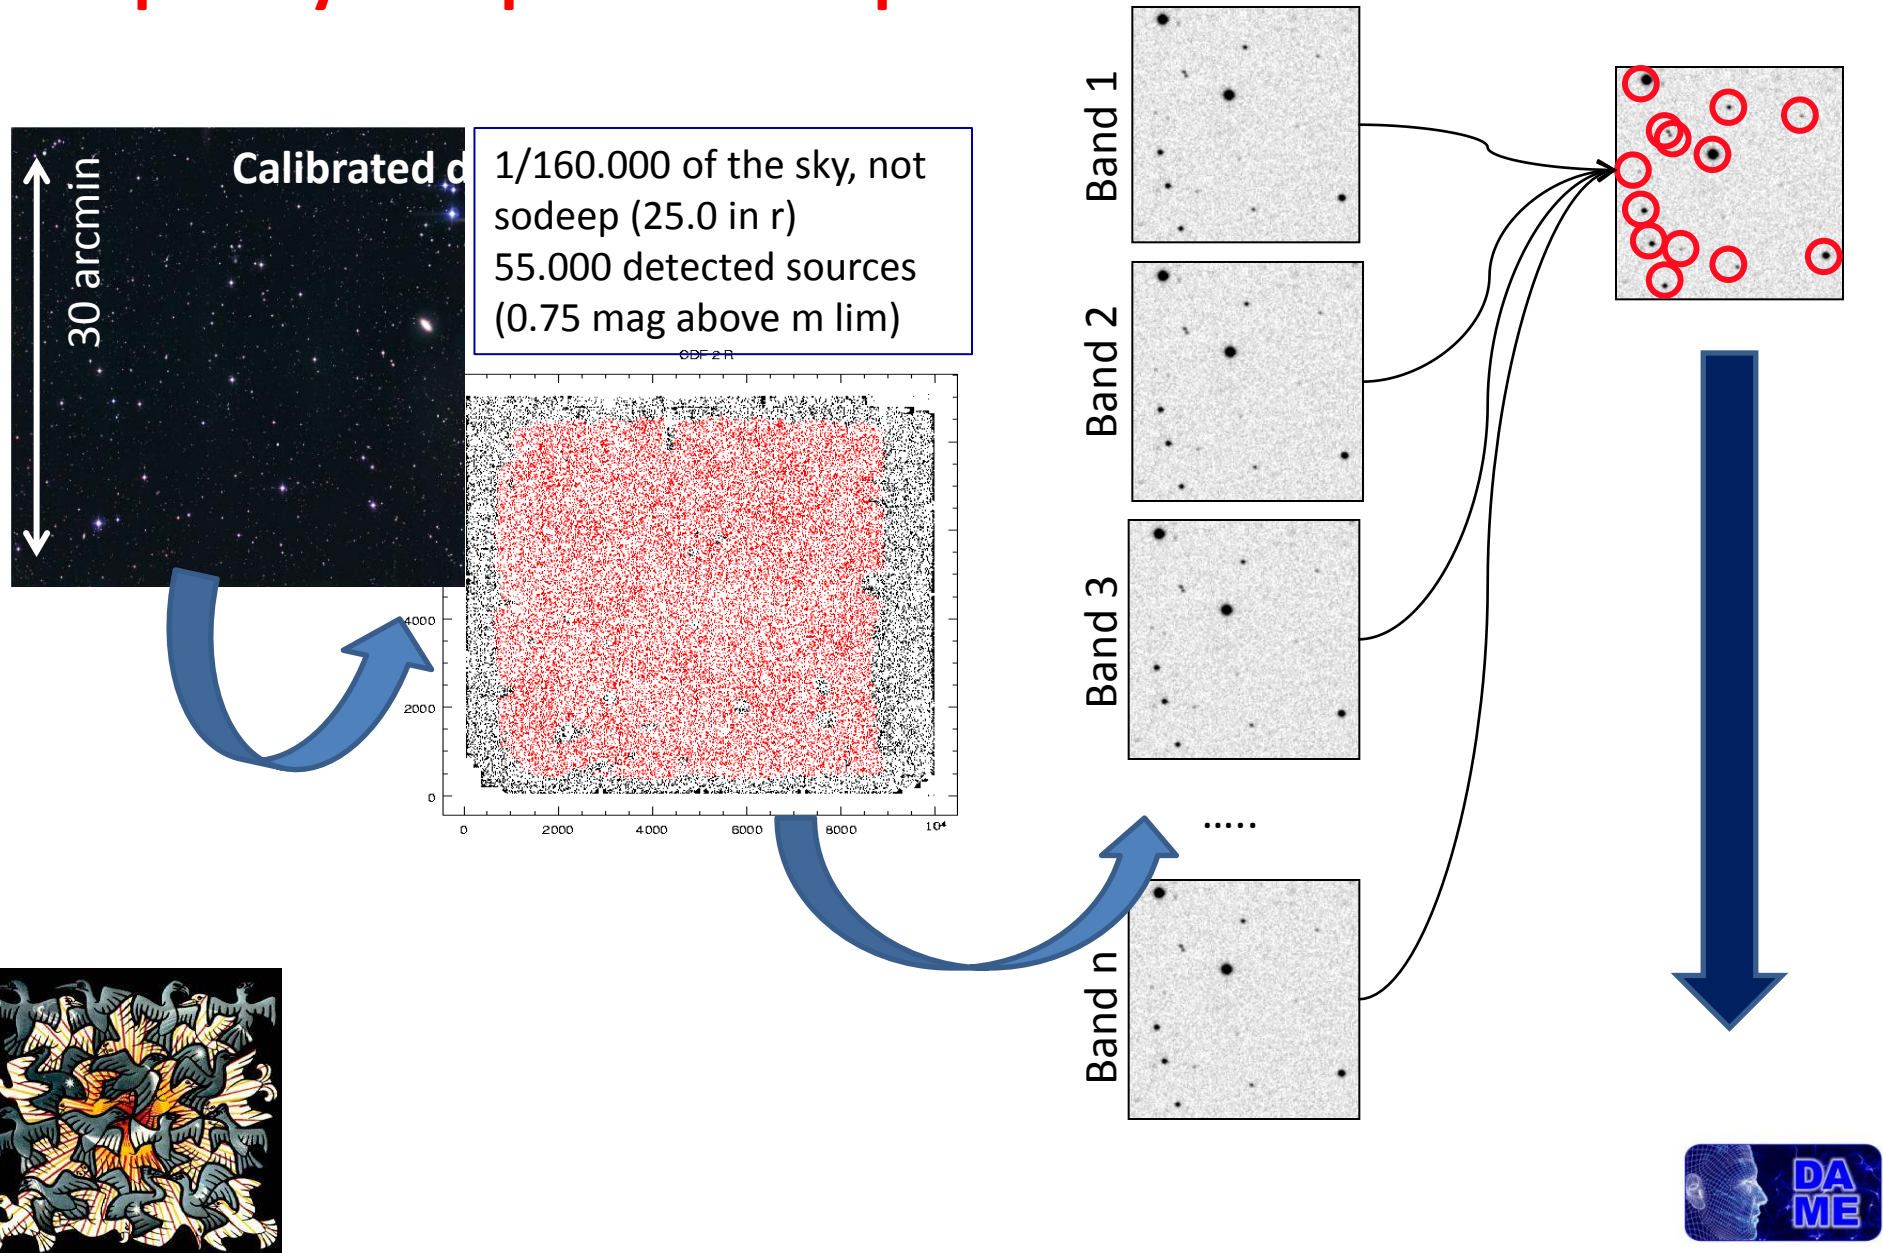 Calibrated d
30 arcmin
1/160.000 of the sky, not
sodeep (25.0 in r)
55.000 detected sources
(0.75 mag above m lim)
CDF 2 R
4000
2000
0
0 2000 4000 6000 8000 10⁴
Band 1
Band 2
Band 3
.....
Band n
DA
ME